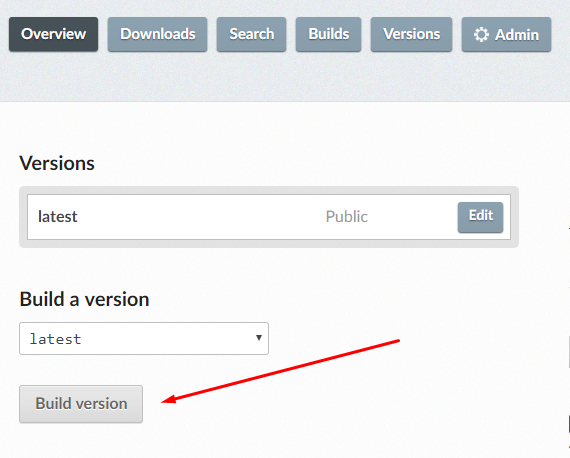 Overview Downloads Search Builds Versions Admin
Versions
latest Public Edit
Build a version
latest
Build version